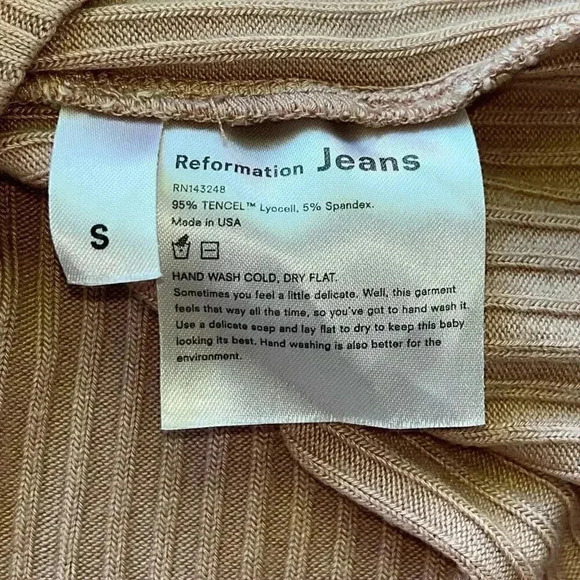 S
Reformation Jeans
RN143248
95% TENCEL™ Lyocell, 5% Spandex.
Made in USA
HAND WASH COLD, DRY FLAT.
Sometimes you feel a little delicate. Well, this garment
feels that way all the time, so you've got to hand wash it.
Use a delicate soap and lay flat to dry to keep this baby
looking its best. Hand washing is also better for the
environment.